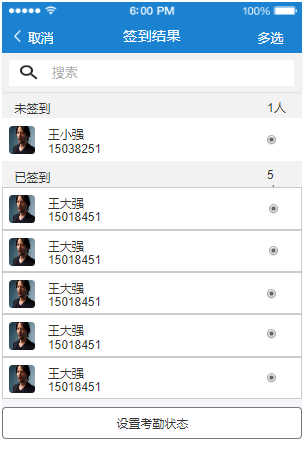 6:00 PM 100%
取消 签到结果 多选
搜索
未签到 1人
王小强
15038251
已签到 5
王大强
15018451
王大强
15018451
王大强
15018451
王大强
15018451
王大强
15018451
设置考勤状态